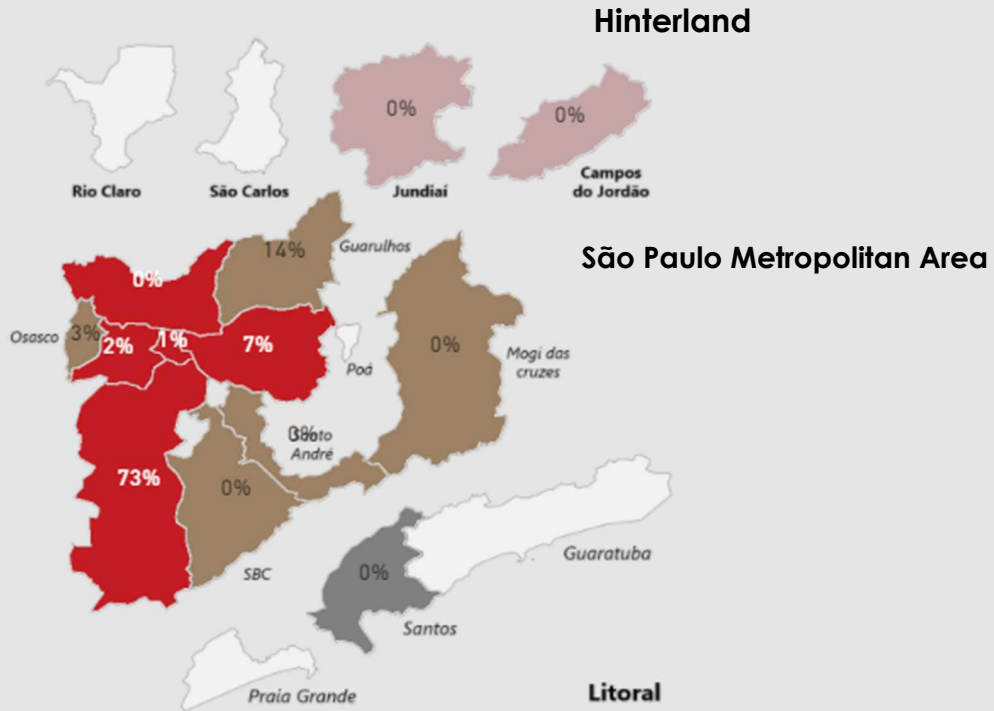 Hinterland
0%
0%
Rio Claro
São Carlos
Jundiaí
Campos
do Jordão
14%
Guarulhos
São Paulo Metropolitan Area
0%
Osasco
3%
2%
1%
7%
Poá
0%
Mogi das
cruzes
0%
Santo
André
73%
0%
SBC
Guaratuba
0%
Santos
Praia Grande
Litoral